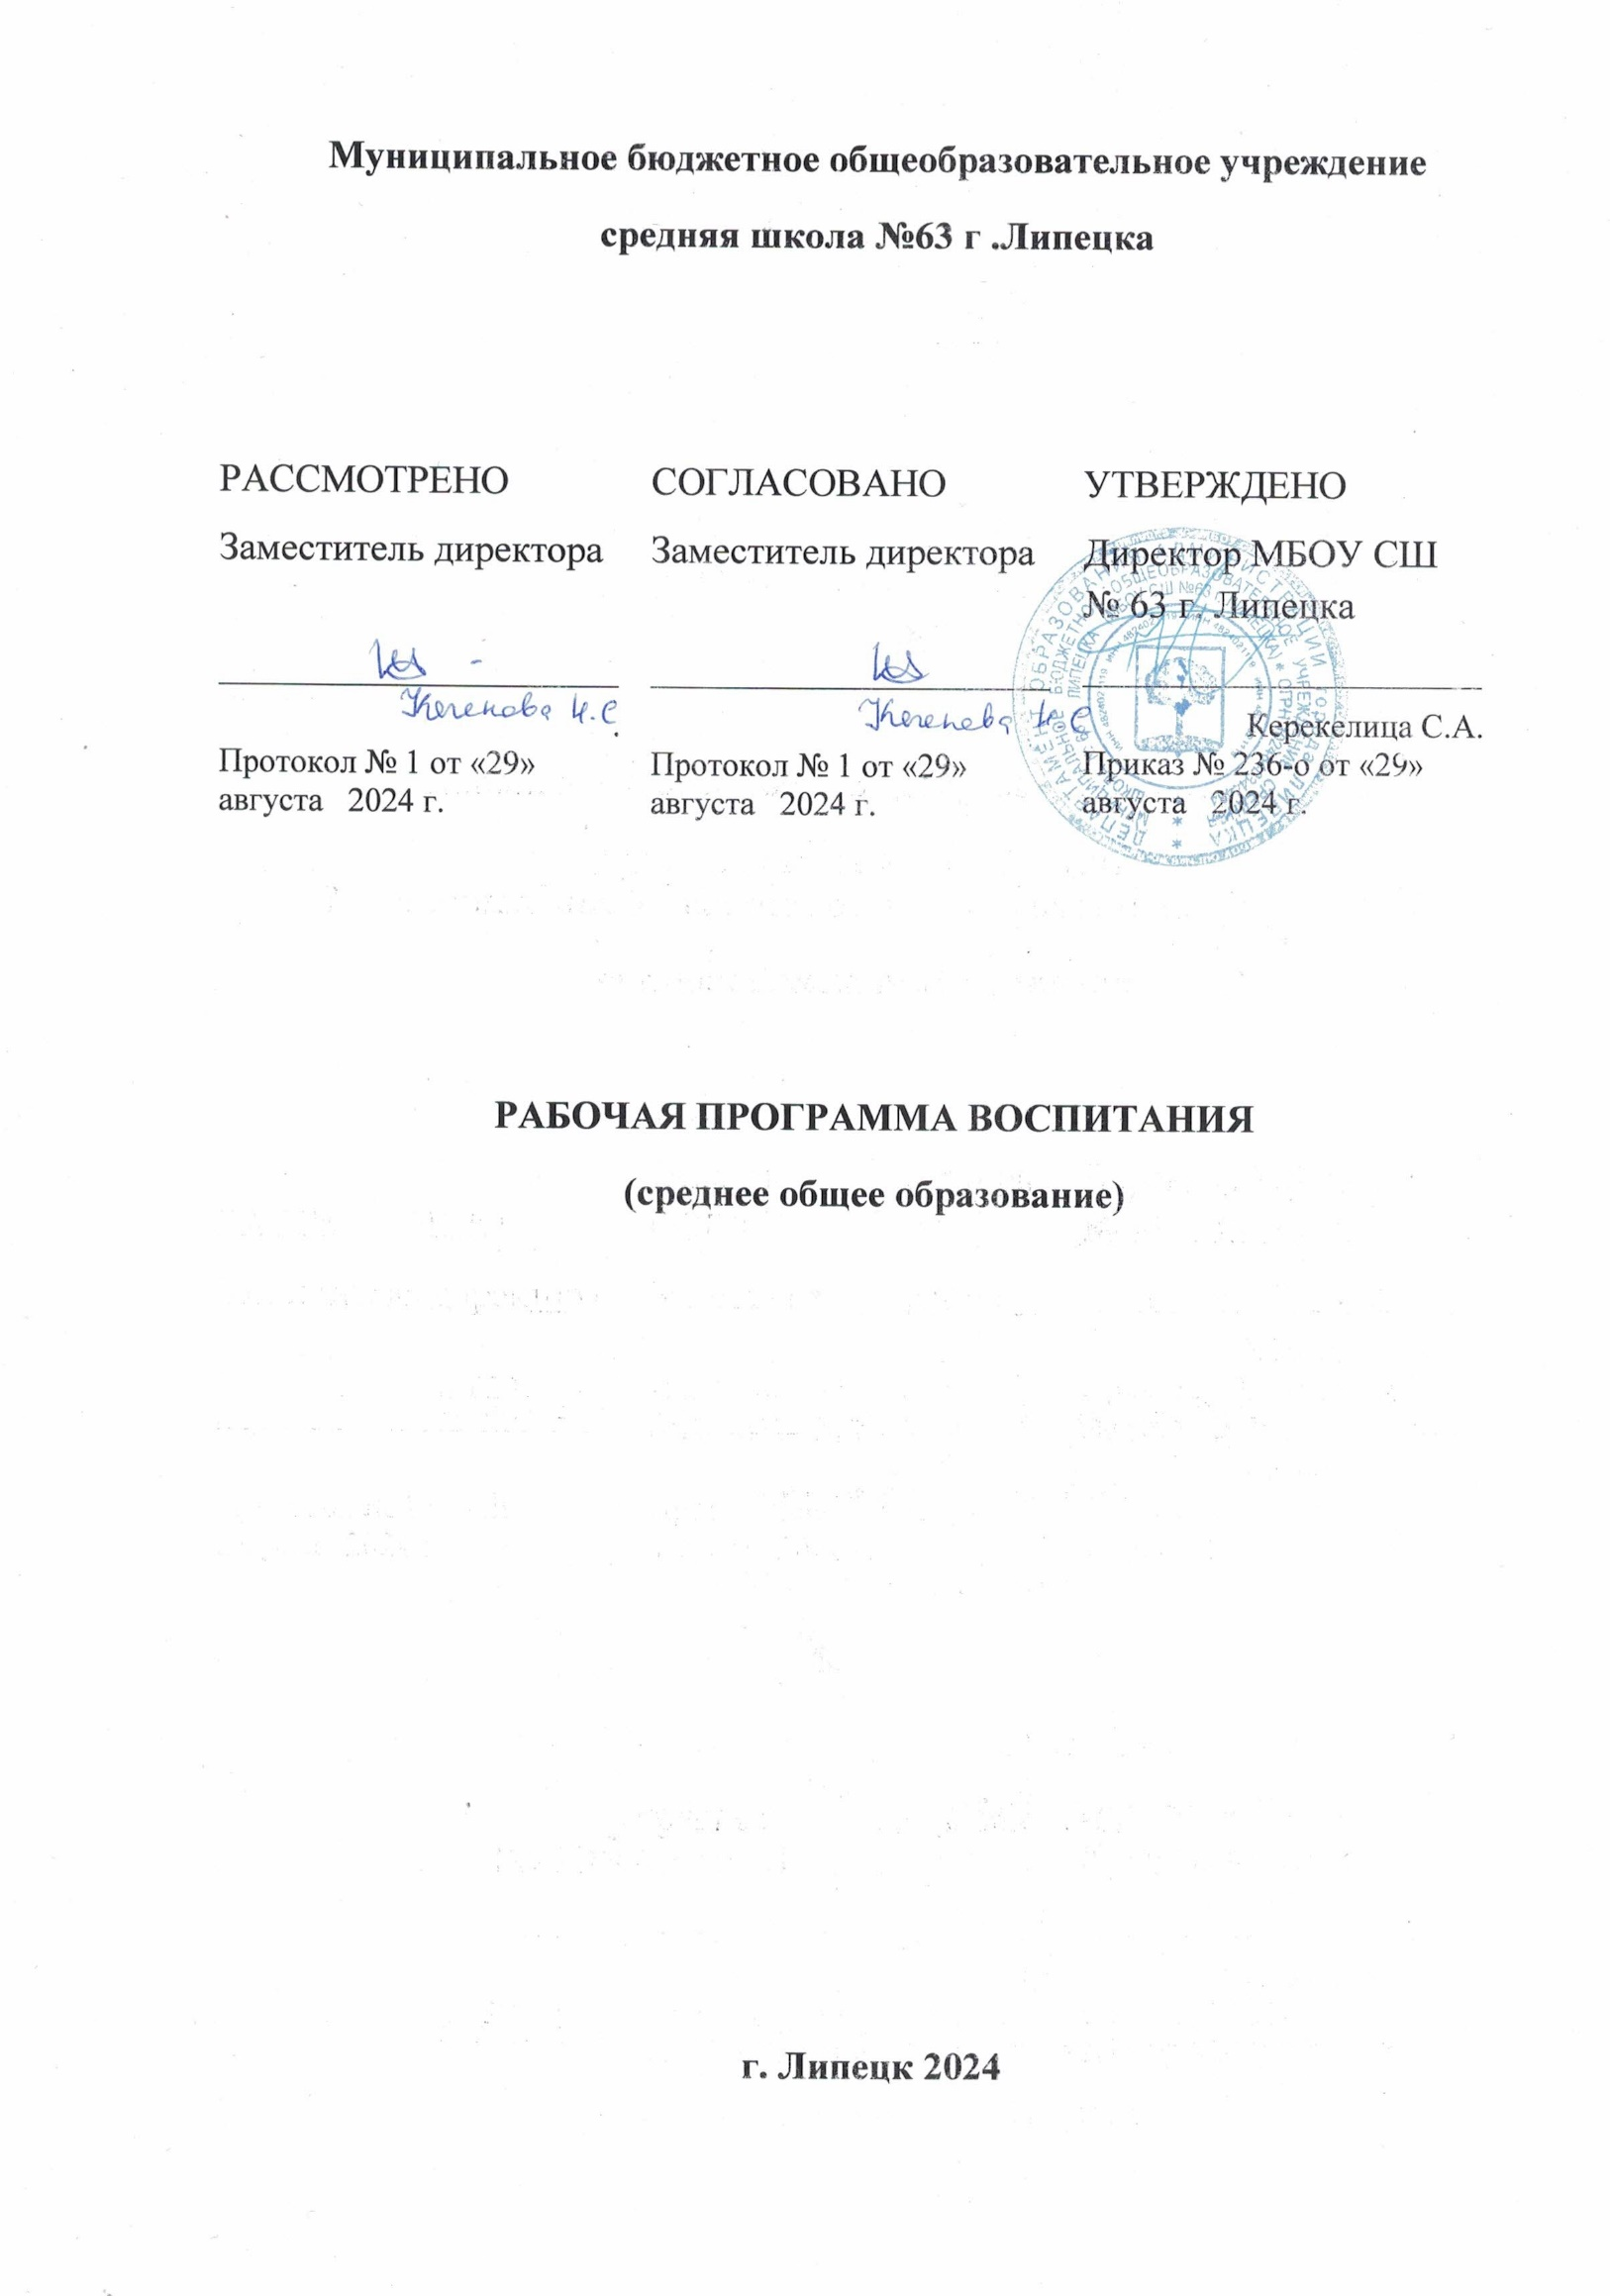 Муниципальное бюджетное общеобразовательное учреждение
средняя школа №63 г .Липецка
РАССМОТРЕНО
Заместитель директора
Протокол № 1 от «29»
августа 2024 г.
СОГЛАСОВАНО
Заместитель директора
Протокол № 1 от «29»
августа 2024 г.
УТВЕРЖДЕНО
Директор МБОУ СШ
№ 63 г. Липецка
Керекелица С.А.
Приказ № 236-о от «29»
августа 2024 г.
РАБОЧАЯ ПРОГРАММА ВОСПИТАНИЯ
(среднее общее образование)
г. Липецк 2024